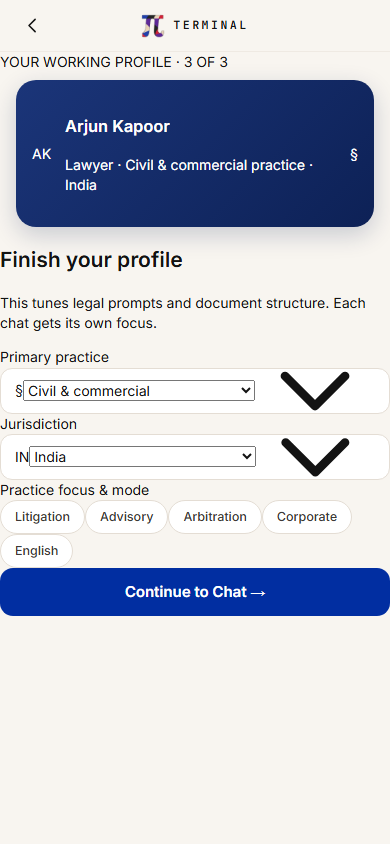 TERMINAL
YOUR WORKING PROFILE · 3 OF 3
Arjun Kapoor
AK
Lawyer · Civil & commercial practice ·
India
§
Finish your profile
This tunes legal prompts and document structure. Each
chat gets its own focus.
Primary practice
§ Civil & commercial
Jurisdiction
IN India
Practice focus & mode
Litigation Advisory Arbitration Corporate
English
Continue to Chat →